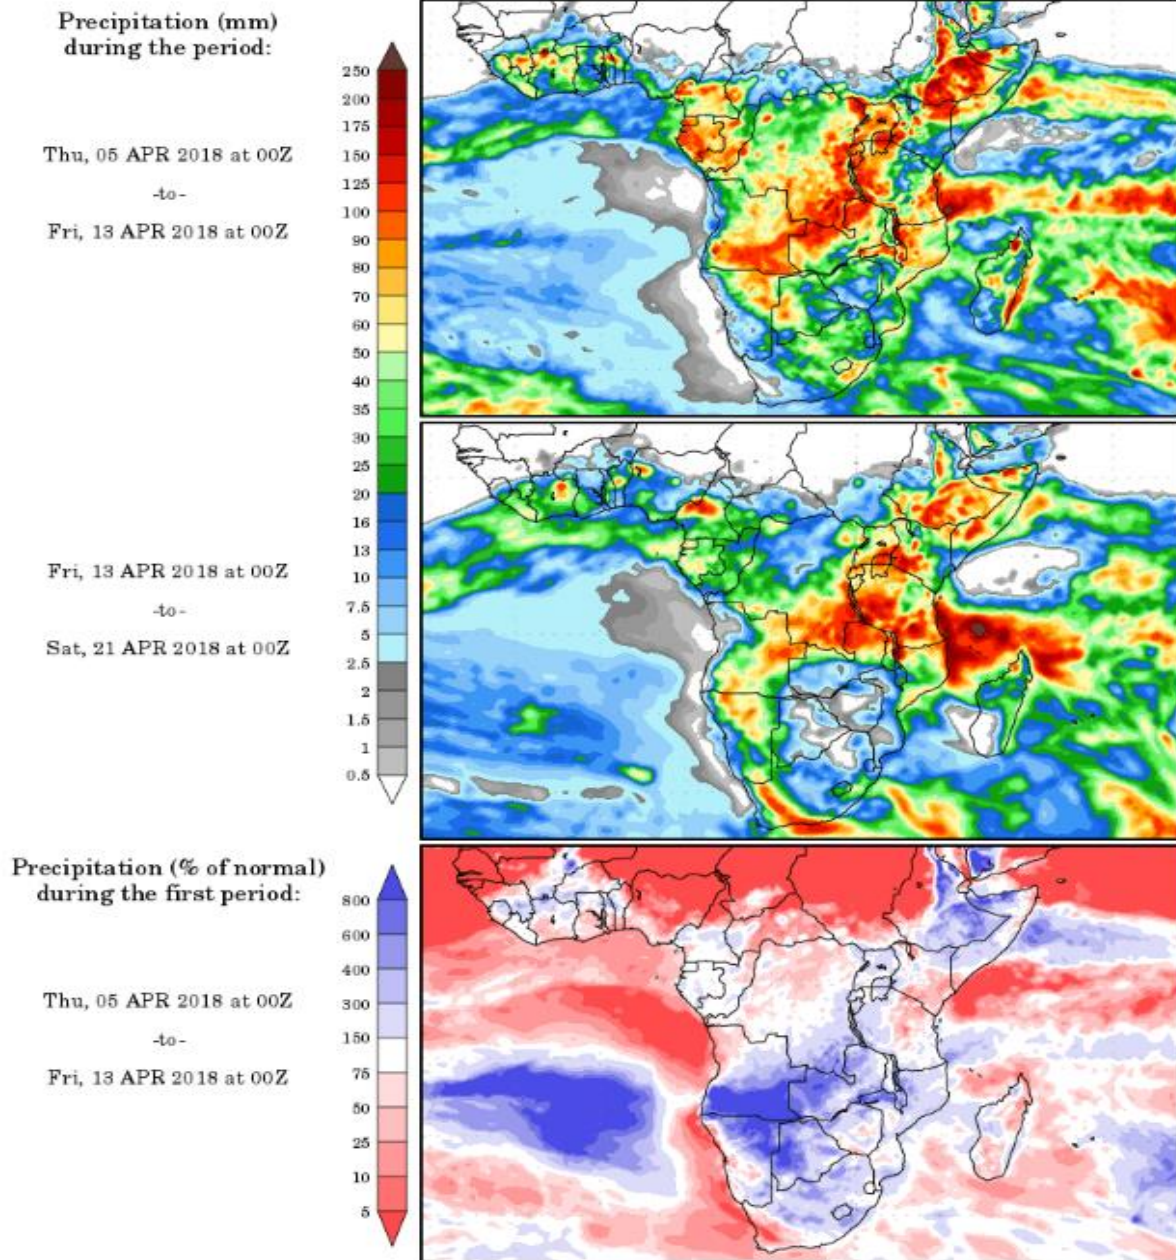 Precipitation (mm)
during the period:
Thu, 05 APR 2018 at 00Z
-to-
Fri, 13 APR 2018 at 00Z
250
200
175
150
125
100
90
80
70
60
50
40
35
30
25
20
16
13
10
7.5
5
2.5
2
1.5
1
0.5
Fri, 13 APR 2018 at 00Z
-to-
Sat, 21 APR 2018 at 00Z
Precipitation (% of normal)
during the first period:
Thu, 05 APR 2018 at 00Z
-to-
Fri, 13 APR 2018 at 00Z
800
600
400
300
150
75
50
25
10
5